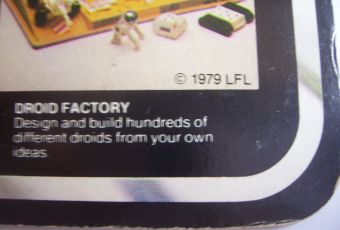 © 1979 LFL
DROID FACTORY
Design and build hundreds of
different droids from your own
ideas